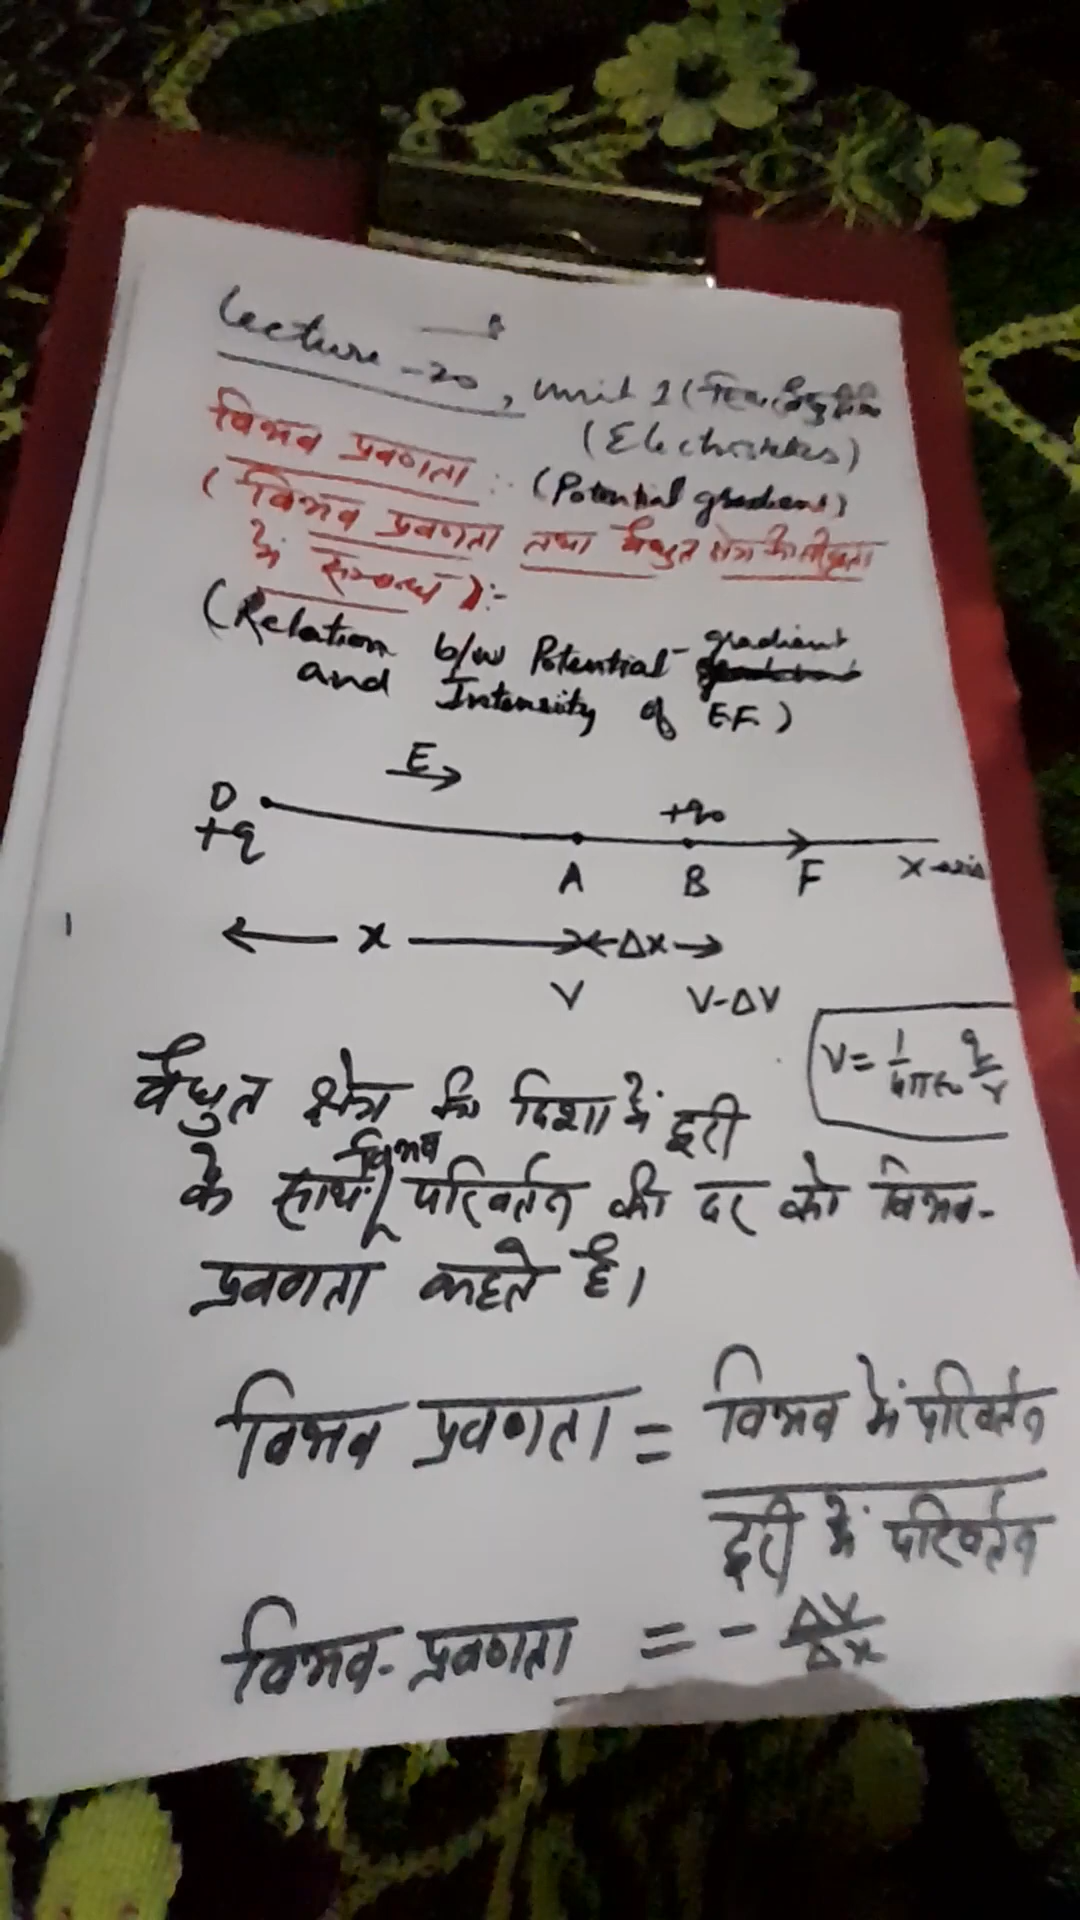 Lecture-20, Unit 1 (
(Electrostatics)
विभव प्रवणता :- (Potential gradient)
(विभव प्रवणता तथा वैधुत क्षेत्र की तीव्रता
में सम्बन्ध ):-
(Relation b/w Potential- gradient
and Intensity of E.F.)
E
O +q0
+q A B F X-axis
x Δx
V V-ΔV
V= 1/4π∈0 q/r
वैधुत क्षेत्र की दिशा में दूरी
के साथ विभव परिवर्तन की दर को विभव-
प्रवणता कहते हैं।
विभव प्रवणता = विभव में परिवर्तन
दूरी में परिवर्तन
विभव-प्रवणता = - ΔV/Δx